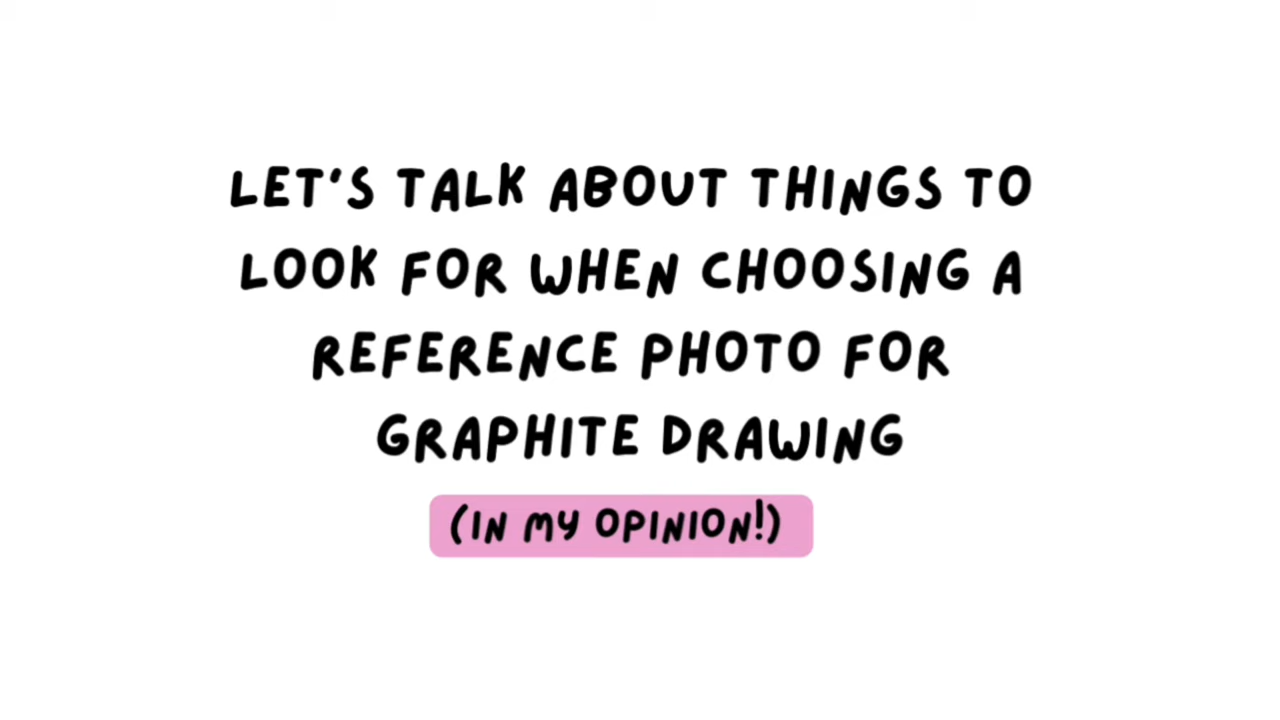 LET'S TALK ABOUT THINGS TO
LOOK FOR WHEN CHOOSING A
REFERENCE PHOTO FOR
GRAPHITE DRAWING
(IN MY OPINION!)